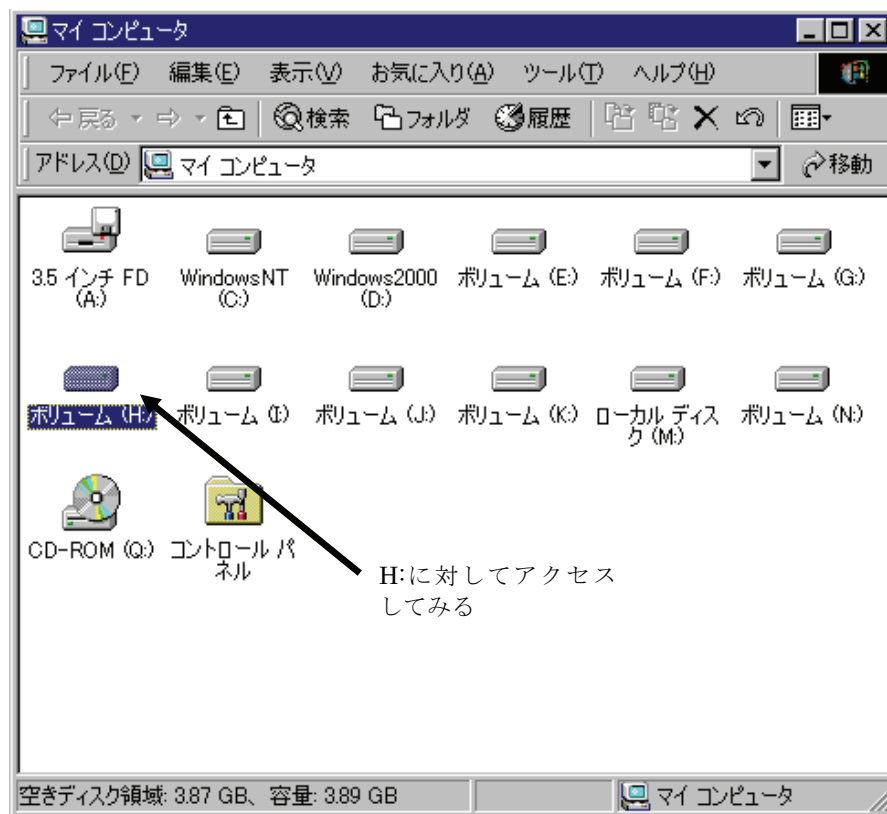 マイ コンピュータ
ファイル(F) 編集(E) 表示(V) お気に入り(A) ツール(T) ヘルプ(H)
戻る 検索 フォルダ 履歴
アドレス(D) マイ コンピュータ 移動
3.5 インチ FD (A:)
WindowsNT (C:)
Windows2000 (D:)
ボリューム (E:)
ボリューム (F:)
ボリューム (G:)
ボリューム (H:)
ボリューム (I:)
ボリューム (J:)
ボリューム (K:)
ローカル ディスク (M:)
ボリューム (N:)
CD-ROM (Q:)
コントロール パネル
H:に対してアクセス
してみる
空きディスク領域: 3.87 GB、容量: 3.89 GB マイ コンピュータ